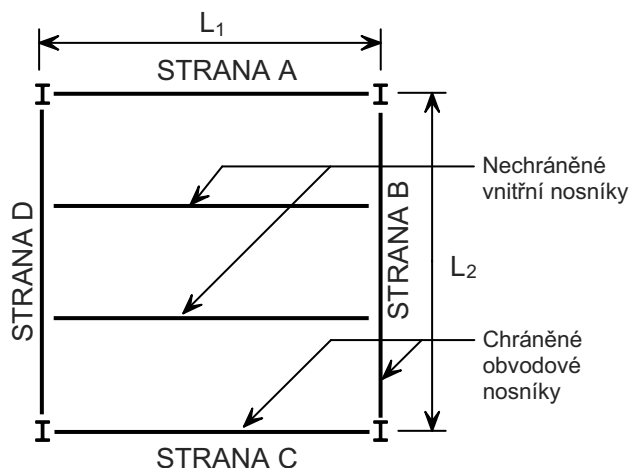 L₁
STRANA A
Nechráněné
vnitřní nosníky
STRANA D
STRANA B
L₂
Chráněné
obvodové
nosníky
STRANA C